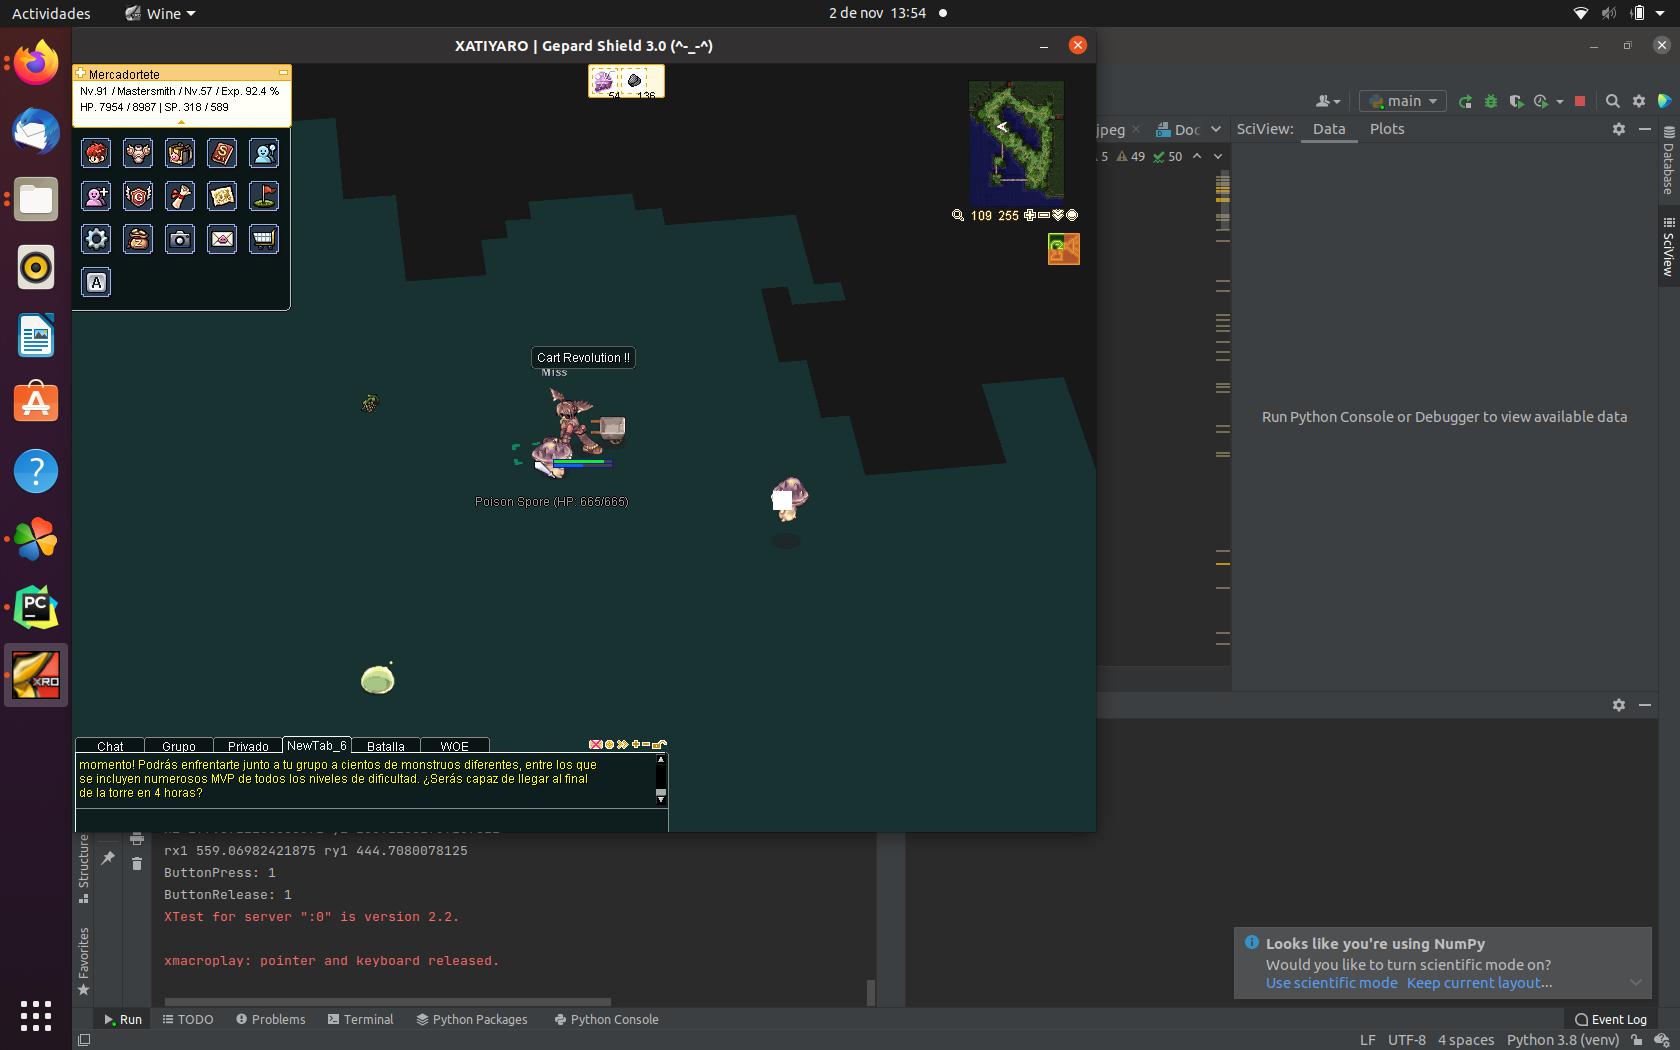 Actividades
Wine
2 de nov 13:54
XATIYARO | Gepard Shield 3.0 (^-_-^)
Mercadortete
Nv.91 / Mastersmith / Nv.57 / Exp. 92.4 %
HP. 7954 / 8987 | SP. 318 / 589
54 136
109 255
A
Cart Revolution !!
Miss
Poison Spore (HP: 665/665)
Chat Grupo Privado NewTab_6 Batalla WOE
momento! Podrás enfrentarte junto a tu grupo a cientos de monstruos diferentes, entre los que
se incluyen numerosos MVP de todos los niveles de dificultad. ¿Serás capaz de llegar al final
de la torre en 4 horas?
main
jpeg
Doc
SciView: Data Plots
5 49 50
Database
SciView
Run Python Console or Debugger to view available data
PC
XRO
Structure
Favorites
rx1 559.06982421875 ry1 444.7080078125
ButtonPress: 1
ButtonRelease: 1
XTest for server ":0" is version 2.2.
xmacroplay: pointer and keyboard released.
Looks like you're using NumPy
Would you like to turn scientific mode on?
Use scientific mode Keep current layout...
Run TODO Problems Terminal Python Packages Python Console Event Log
LF UTF-8 4 spaces Python 3.8 (venv)